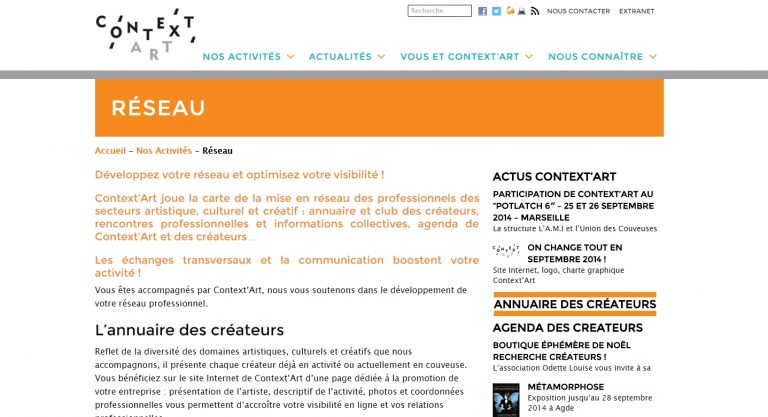 CONTEXT
ART
Recherche
NOUS CONTACTER EXTRANET
NOS ACTIVITÉS ACTUALITÉS VOUS ET CONTEXT'ART NOUS CONNAÎTRE
RÉSEAU
Accueil – Nos Activités – Réseau
Développez votre réseau et optimisez votre visibilité !
Context'Art joue la carte de la mise en réseau des professionnels des
secteurs artistique, culturel et créatif : annuaire et club des créateurs,
rencontres professionnelles et informations collectives, agenda de
Context'Art et des créateurs…
Les échanges transversaux et la communication boostent votre
activité !
Vous êtes accompagnés par Context'Art, nous vous soutenons dans le développement de
votre réseau professionnel.
L'annuaire des créateurs
Reflet de la diversité des domaines artistiques, culturels et créatifs que nous
accompagnons, il présente chaque créateur déjà en activité ou actuellement en couveuse.
Vous bénéficiez sur le site Internet de Context'Art d'une page dédiée à la promotion de
votre entreprise : présentation de l'artiste, descriptif de l'activité, photos et coordonnées
professionnelles vous permettent d'accroître votre visibilité en ligne et vos relations
professionnelles.
ACTUS CONTEXT'ART
PARTICIPATION DE CONTEXT'ART AU
"POTLATCH 6" – 25 ET 26 SEPTEMBRE
2014 – MARSEILLE
La structure L'A.M.I et l'Union des Couveuses
CONTEXT
ART
ON CHANGE TOUT EN
SEPTEMBRE 2014 !
Site Internet, logo, charte graphique
Context'Art
ANNUAIRE DES CRÉATEURS
AGENDA DES CREATEURS
BOUTIQUE ÉPHÉMÈRE DE NOËL
RECHERCHE CRÉATEURS !
L'association Odette Louise vous invite à sa
MÉTAMORPHOSE
Exposition jusqu'au 28 septembre
2014 à Agde